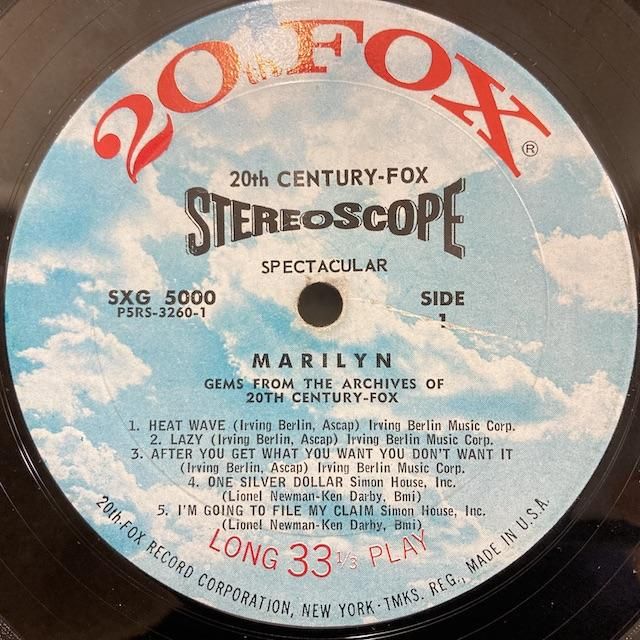 20th FOX ®
20th CENTURY-FOX
STEREOSCOPE
SPECTACULAR
SXG 5000
P5RS-3260-1
SIDE
1
MARILYN
GEMS FROM THE ARCHIVES OF
20TH CENTURY-FOX
1. HEAT WAVE (Irving Berlin, Ascap) Irving Berlin Music Corp.
2. LAZY (Irving Berlin, Ascap) Irving Berlin Music Corp.
3. AFTER YOU GET WHAT YOU WANT YOU DON'T WANT IT
(Irving Berlin, Ascap) Irving Berlin Music Corp.
4. ONE SILVER DOLLAR Simon House, Inc.
(Lionel Newman-Ken Darby, Bmi)
5. I'M GOING TO FILE MY CLAIM Simon House, Inc.
(Lionel Newman-Ken Darby, Bmi)
LONG 33 1/3 PLAY
20th-FOX RECORD CORPORATION, NEW YORK·TMKS. REG., MADE IN U.S.A.